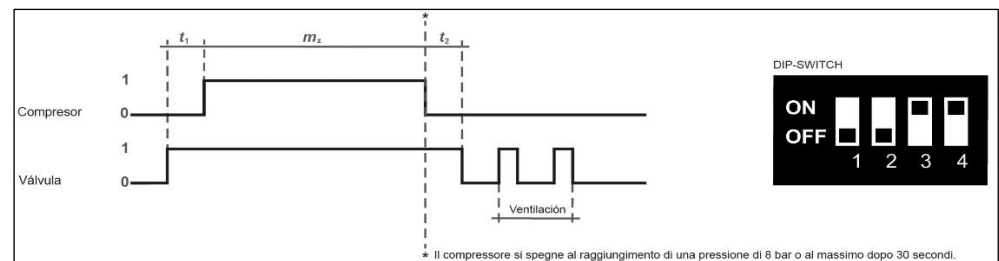 *
t₁ m_z t₂
DIP-SWITCH
1
Compresor 0
ON
OFF
1 2 3 4
1
Válvula 0
Ventilación
* Il compressore si spegne al raggiungimento di una pressione di 8 bar o al massimo dopo 30 secondi.